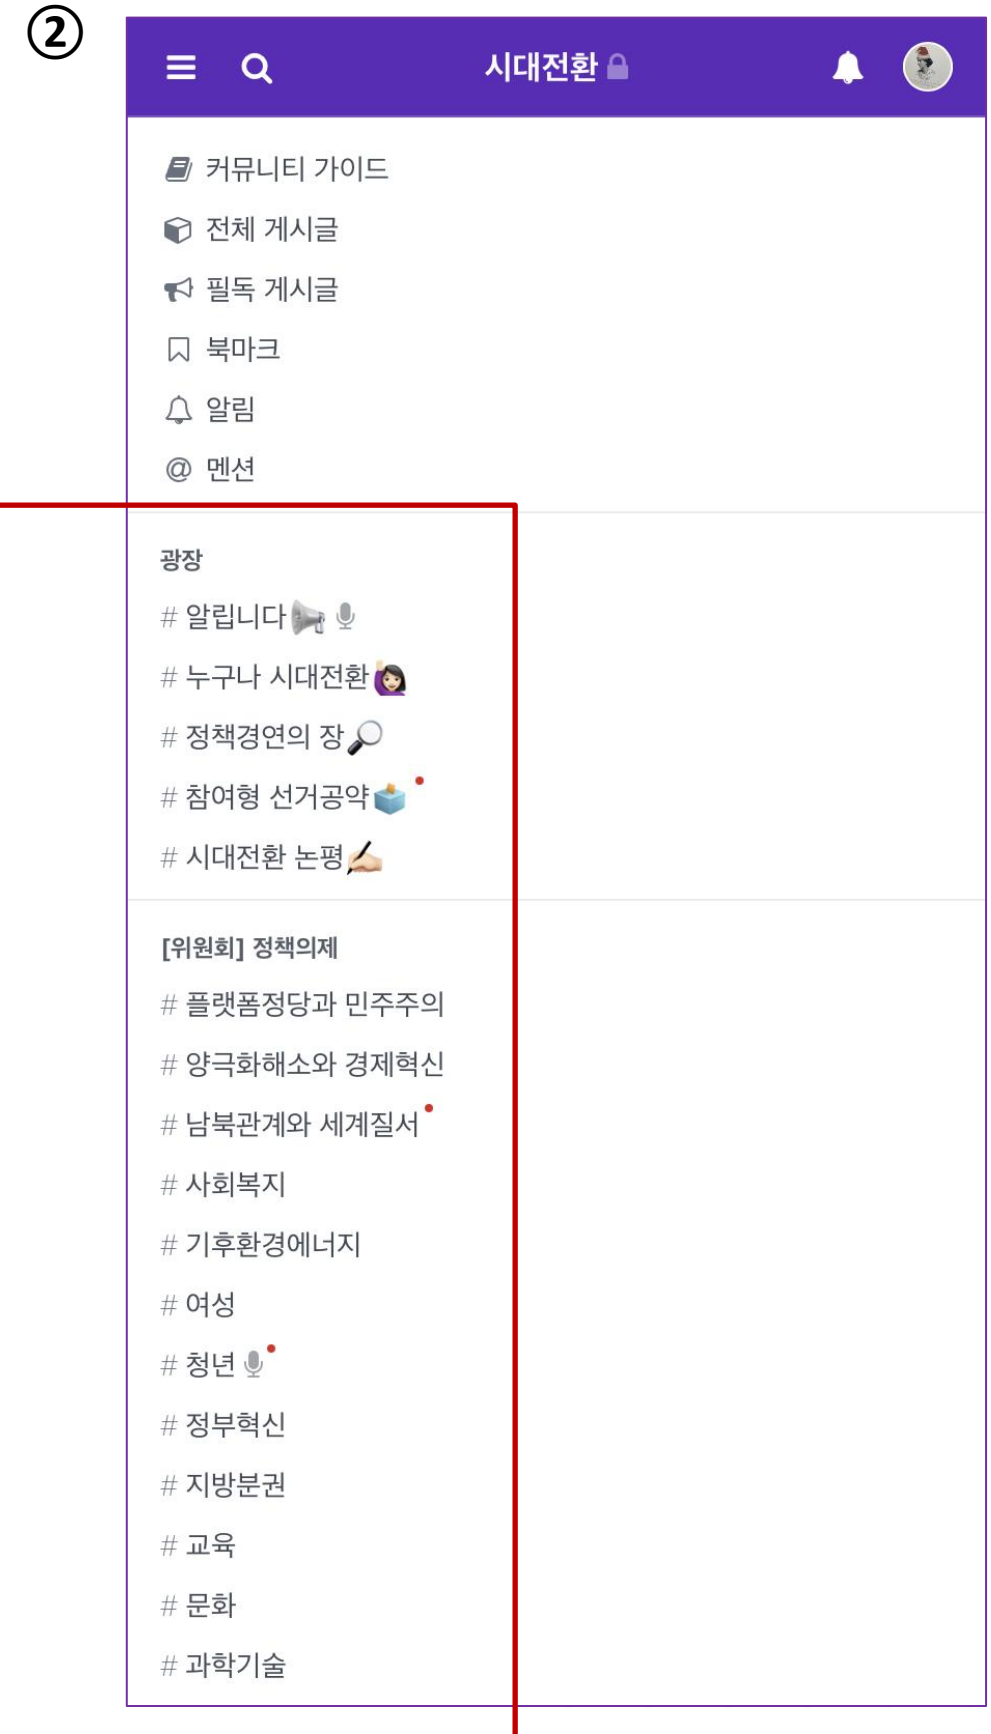 ②
시대전환
커뮤니티 가이드
전체 게시글
필독 게시글
북마크
알림
@ 멘션
광장
# 알립니다
# 누구나 시대전환
# 정책경연의 장
# 참여형 선거공약
# 시대전환 논평
[위원회] 정책의제
# 플랫폼정당과 민주주의
# 양극화해소와 경제혁신
# 남북관계와 세계질서
# 사회복지
# 기후환경에너지
# 여성
# 청년
# 정부혁신
# 지방분권
# 교육
# 문화
# 과학기술